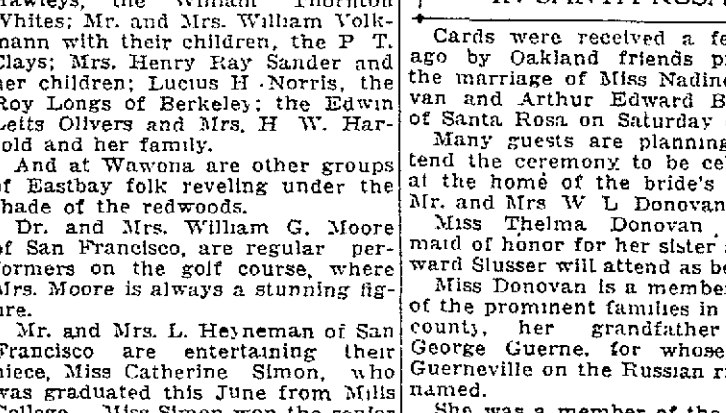 Whites; Mr. and Mrs. William Volk-
mann with their children, the P T.
Clays; Mrs. Henry Ray Sander and
her children; Lucius H. Norris, the
Roy Longs of Berkeley; the Edwin
Letts Olivers and Mrs. H W. Har-
old and her family.
And at Wawona are other groups
of Eastbay folk reveling under the
shade of the redwoods.
Dr. and Mrs. William G. Moore
of San Francisco, are regular per-
formers on the golf course, where
Mrs. Moore is always a stunning fig-
ure.
Mr. and Mrs. L. Heyneman of San
Francisco are entertaining their
niece, Miss Catherine Simon, who
was graduated this June from Mills
College. Miss Simon won the senior
Cards were received a
ago by Oakland friends
the marriage of Miss Nadine
van and Arthur Edward B
of Santa Rosa on Saturday
Many guests are planning
tend the ceremony to be ce
at the home of the bride's
Mr. and Mrs W L Donovan
Miss Thelma Donovan
maid of honor for her sister
ward Slusser will attend as be
Miss Donovan is a member
of the prominent families in
county, her grandfather
George Guerne, for whose
Guerneville on the Russian r
named.
She was a member of the